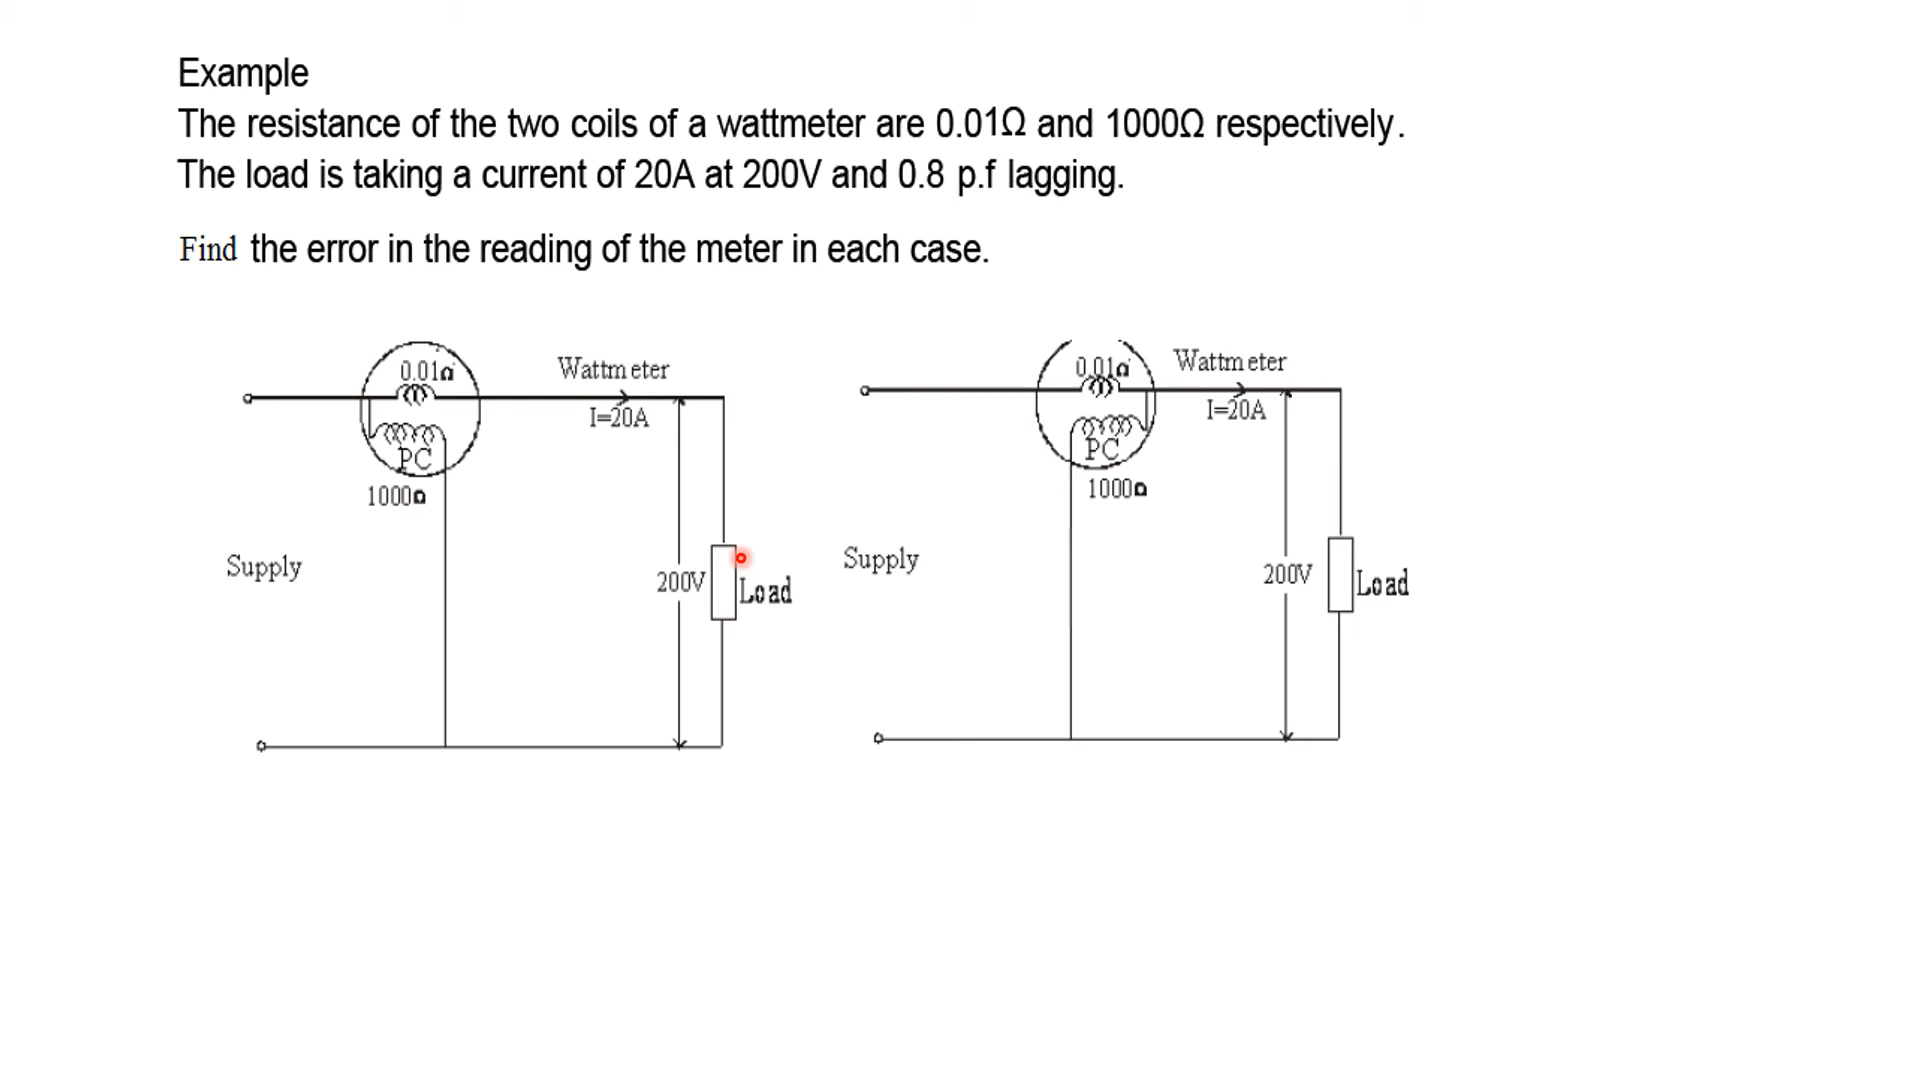 Example
The resistance of the two coils of a wattmeter are 0.01Ω and 1000Ω respectively.
The load is taking a current of 20A at 200V and 0.8 p.f lagging.
Find the error in the reading of the meter in each case.
0.01Ω
Wattmeter
I=20A
PC
1000Ω
Supply
200V
Load
0.01Ω
Wattmeter
I=20A
PC
1000Ω
Supply
200V
Load